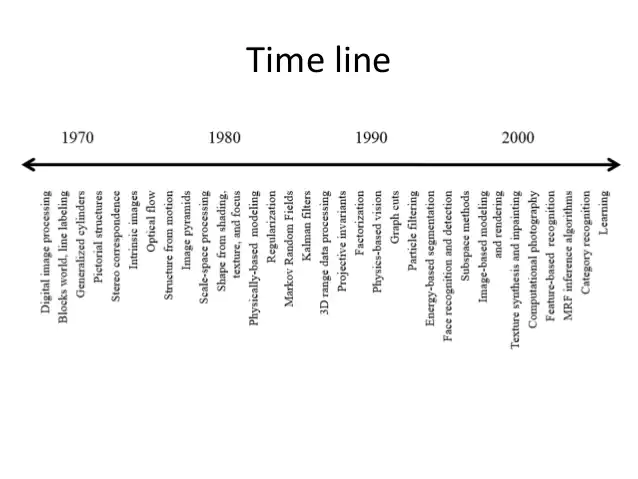 Time line
1970
1980
1990
2000
Digital image processing
Blocks world, line labeling
Generalized cylinders
Pictorial structures
Stereo correspondence
Intrinsic images
Optical flow
Structure from motion
Image pyramids
Scale-space processing
Shape from shading,
texture, and focus
Physically-based modeling
Regularization
Markov Random Fields
Kalman filters
3D range data processing
Projective invariants
Factorization
Physics-based vision
Graph cuts
Particle filtering
Energy-based segmentation
Face recognition and detection
Subspace methods
Image-based modeling
and rendering
Texture synthesis and inpainting
Computational photography
Feature-based recognition
MRF inference algorithms
Category recognition
Learning